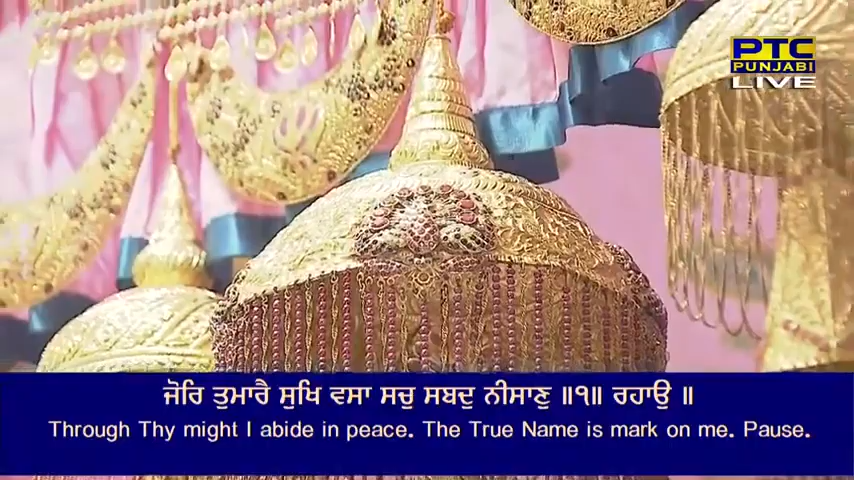 PTC
PUNJABI
LIVE
ਜੋਰਿ ਤੁਮਾਰੈ ਸੁਖਿ ਵਸਾ ਸਚੁ ਸਬਦੁ ਨੀਸਾਣੁ ॥੧॥ ਰਹਾਉ ॥
Through Thy might I abide in peace. The True Name is mark on me. Pause.